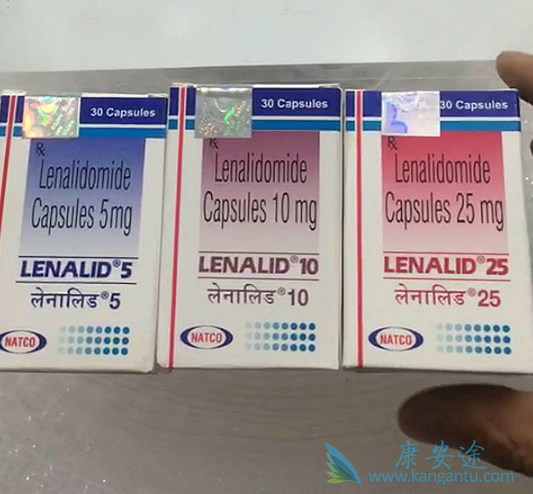 30 Capsules
Rx
Lenalidomide
Capsules 5mg
LENALID® 5
लेनालिड® 5
NATCO
30 Capsules
Rx
Lenalidomide
Capsules 10 mg
LENALID® 10
लेनालिड® 10
NATCO
30 Capsules
Rx
Lenalidomide
Capsules 25 mg
LENALID® 25
लेनालिड® 25
NATCO
康安途
www.kangantu.com